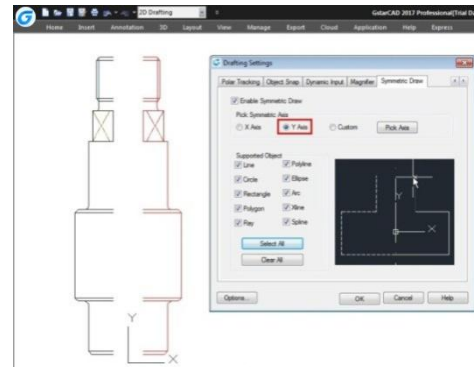 2D Drafting
GstarCAD 2017 Professional(Trial Da
Home Insert Annotation 3D Layout View Manage Export Cloud Application Help Express
Drafting Settings
Polar Tracking Object Snap Dynamic Input Magnifier Symmetric Draw
Enable Symmetric Draw
Pick Symmetric Axis
X Axis Y Axis Custom Pick Axis
Supported Object
Line Polyline
Circle Ellipse
Rectangle Arc
Polygon Xline
Ray Spline
Select All
Clear All
Y
X
Options... OK Cancel Help
Y
X